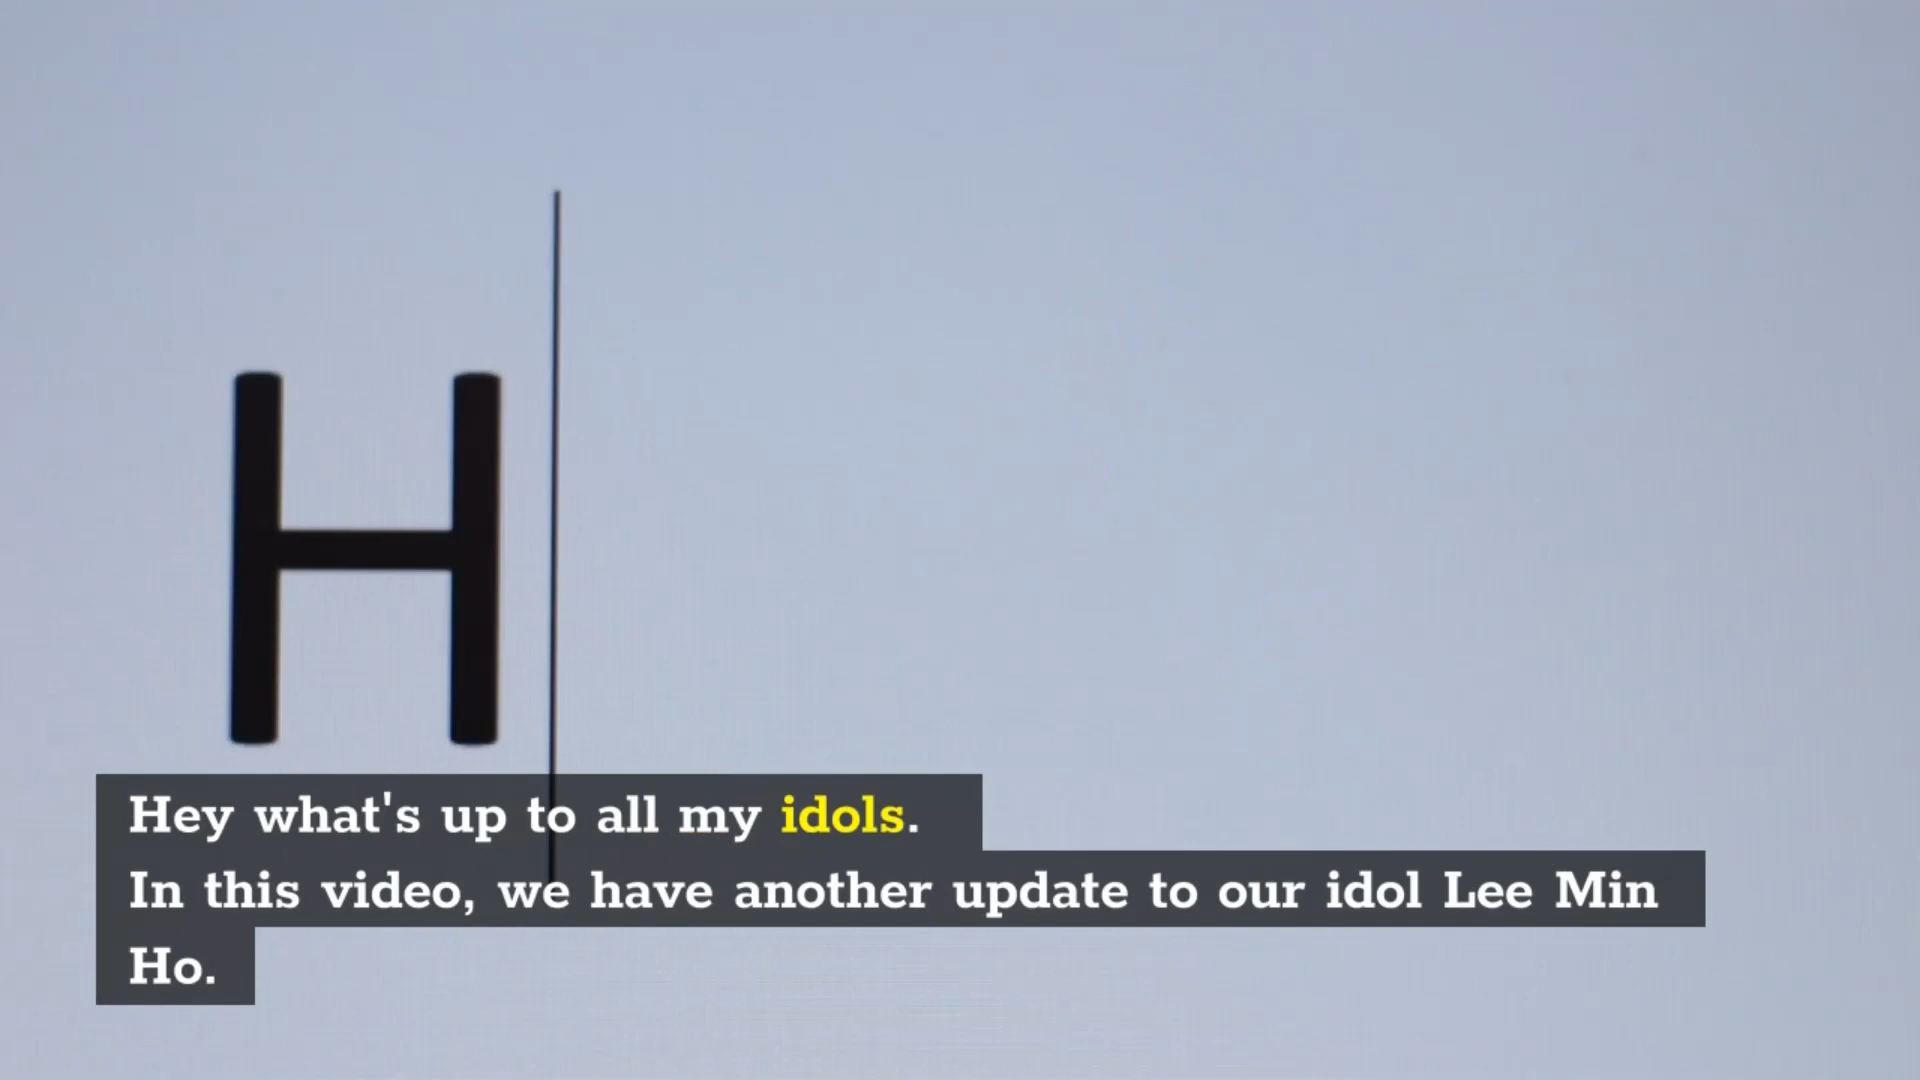 H
Hey what's up to all my idols.
In this video, we have another update to our idol Lee Min
Ho.